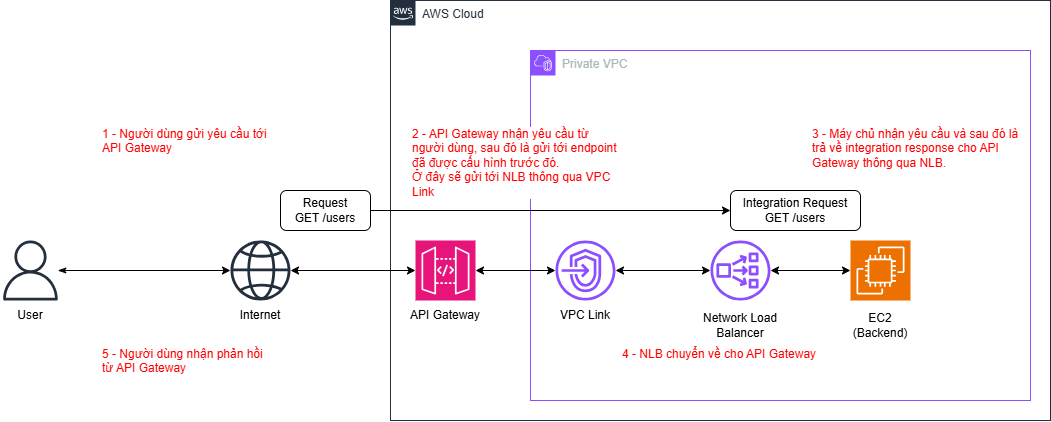 aws
AWS Cloud
Private VPC
1 - Người dùng gửi yêu cầu tới
API Gateway
2 - API Gateway nhận yêu cầu từ
người dùng, sau đó là gửi tới endpoint
đã được cấu hình trước đó.
Ở đây sẽ gửi tới NLB thông qua VPC
Link
3 - Máy chủ nhận yêu cầu và sau đó là
trả về integration response cho API
Gateway thông qua NLB.
Request
GET /users
Integration Request
GET /users
User
Internet
API Gateway
VPC Link
Network Load
Balancer
EC2
(Backend)
5 - Người dùng nhận phản hồi
từ API Gateway
4 - NLB chuyển về cho API Gateway